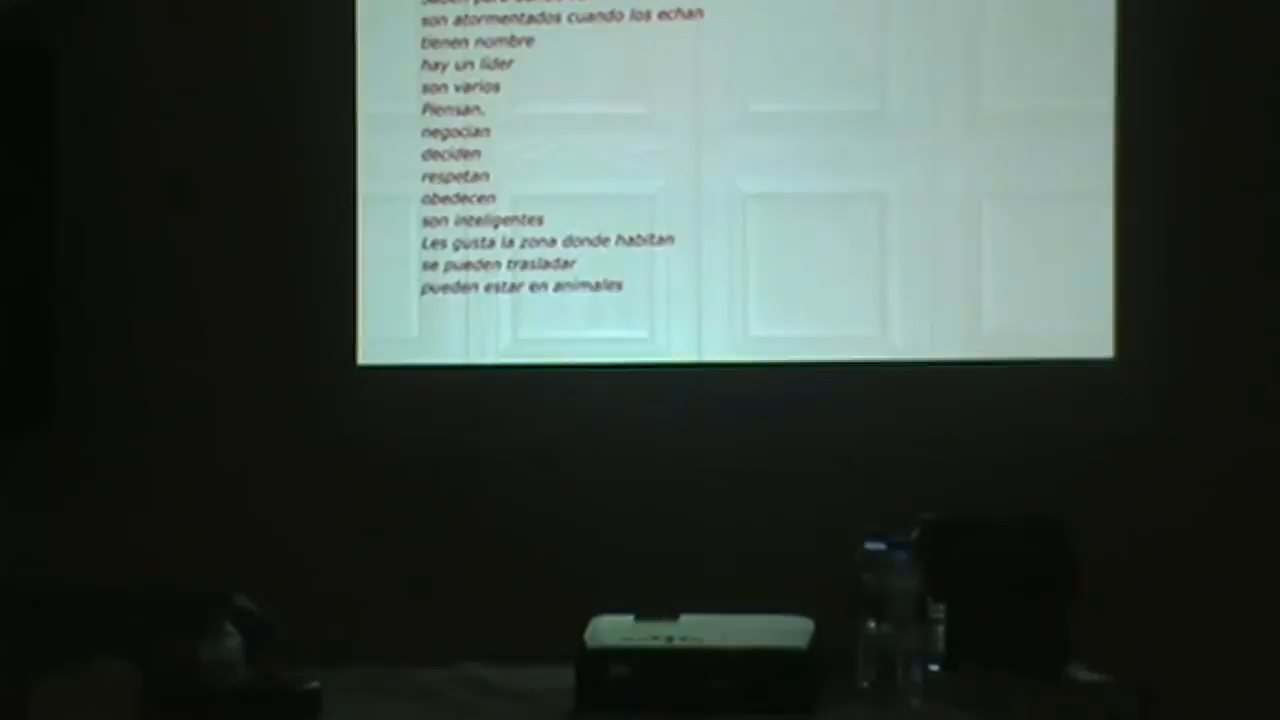 son atormentados cuando los echan
tienen nombre
hay un líder
son varios
Piensan.
negocian
deciden
respetan
obedecen
son inteligentes
Les gusta la zona donde habitan
se pueden trasladar
pueden estar en animales